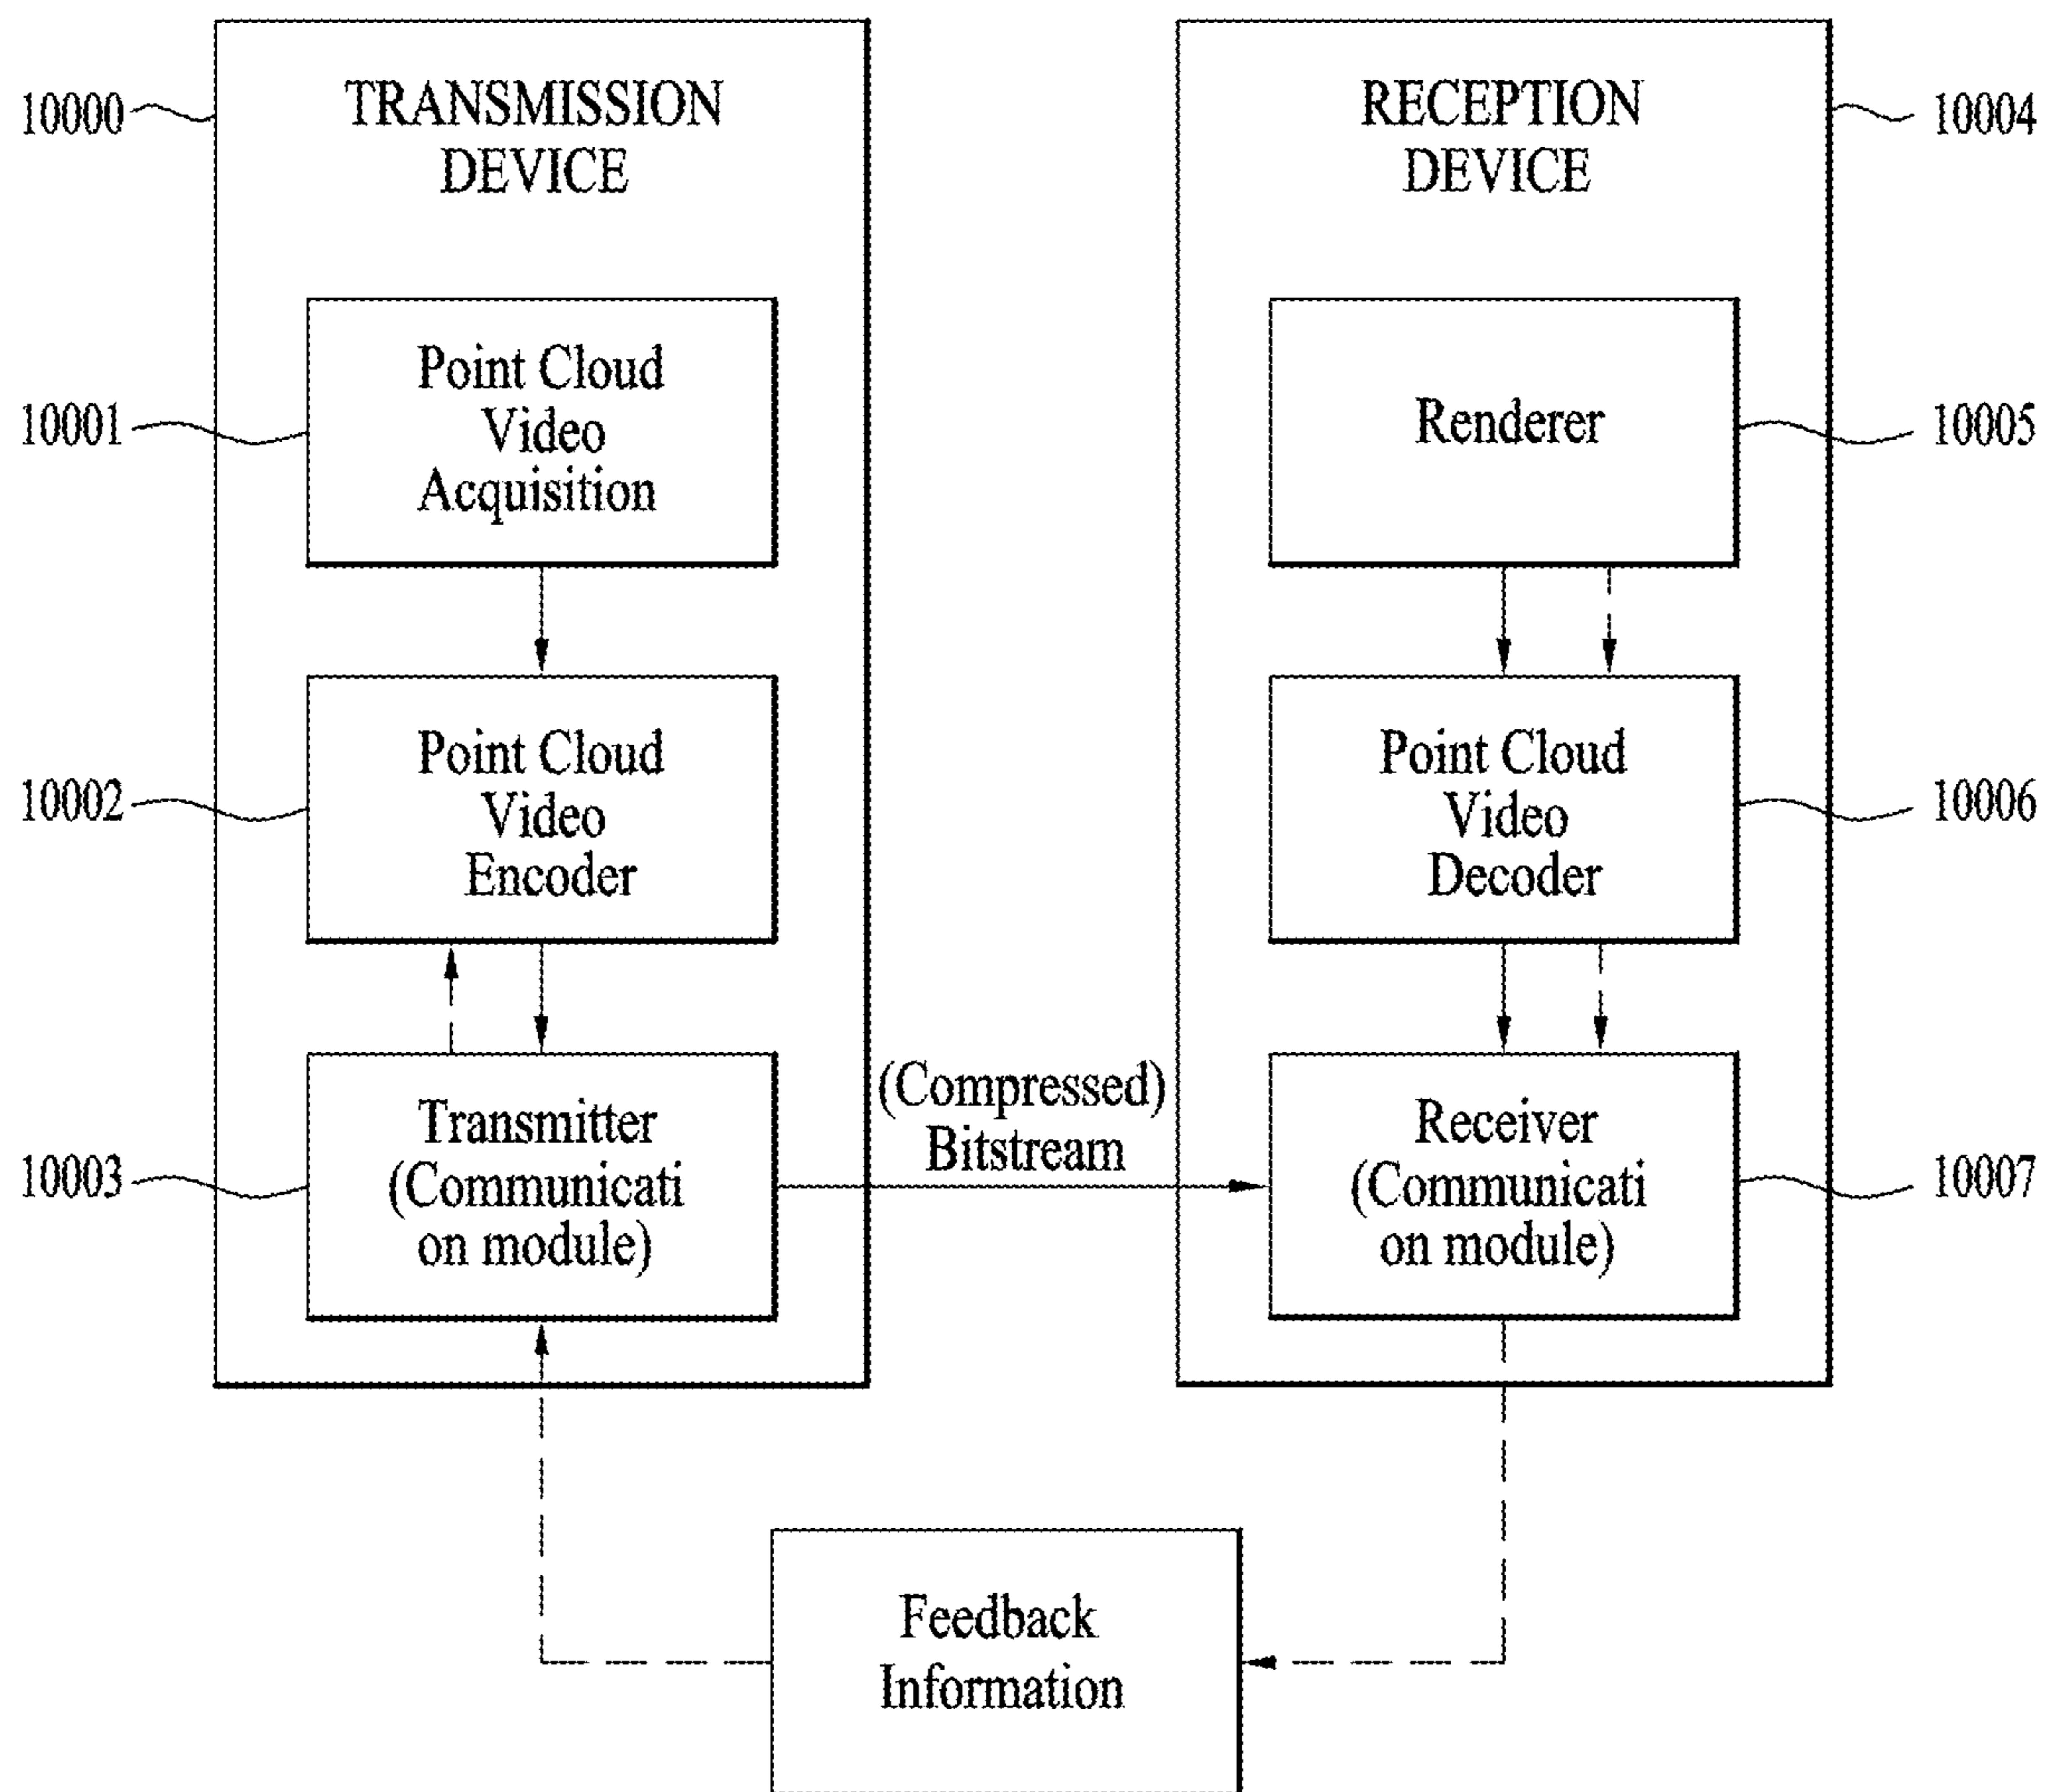 10000
TRANSMISSION
DEVICE
10001
Point Cloud
Video
Acquisition
10002
Point Cloud
Video
Encoder
10003
Transmitter
(Communicati
on module)
(Compressed)
Bitstream
RECEPTION
DEVICE
10004
Renderer
10005
Point Cloud
Video
Decoder
10006
Receiver
(Communicati
on module)
10007
Feedback
Information